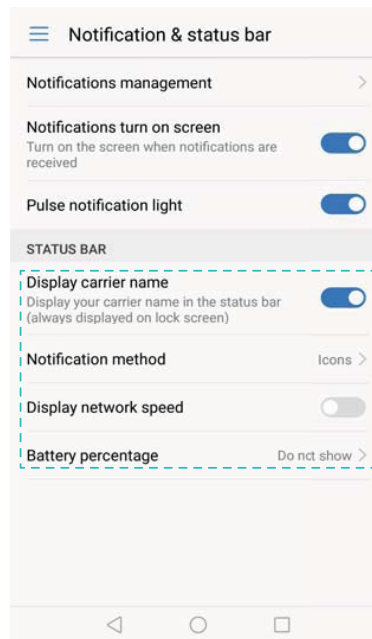 Notification & status bar
Notifications management
Notifications turn on screen
Turn on the screen when notifications are
received
Pulse notification light
STATUS BAR
Display carrier name
Display your carrier name in the status bar
(always displayed on lock screen)
Notification method Icons
Display network speed
Battery percentage Do not show